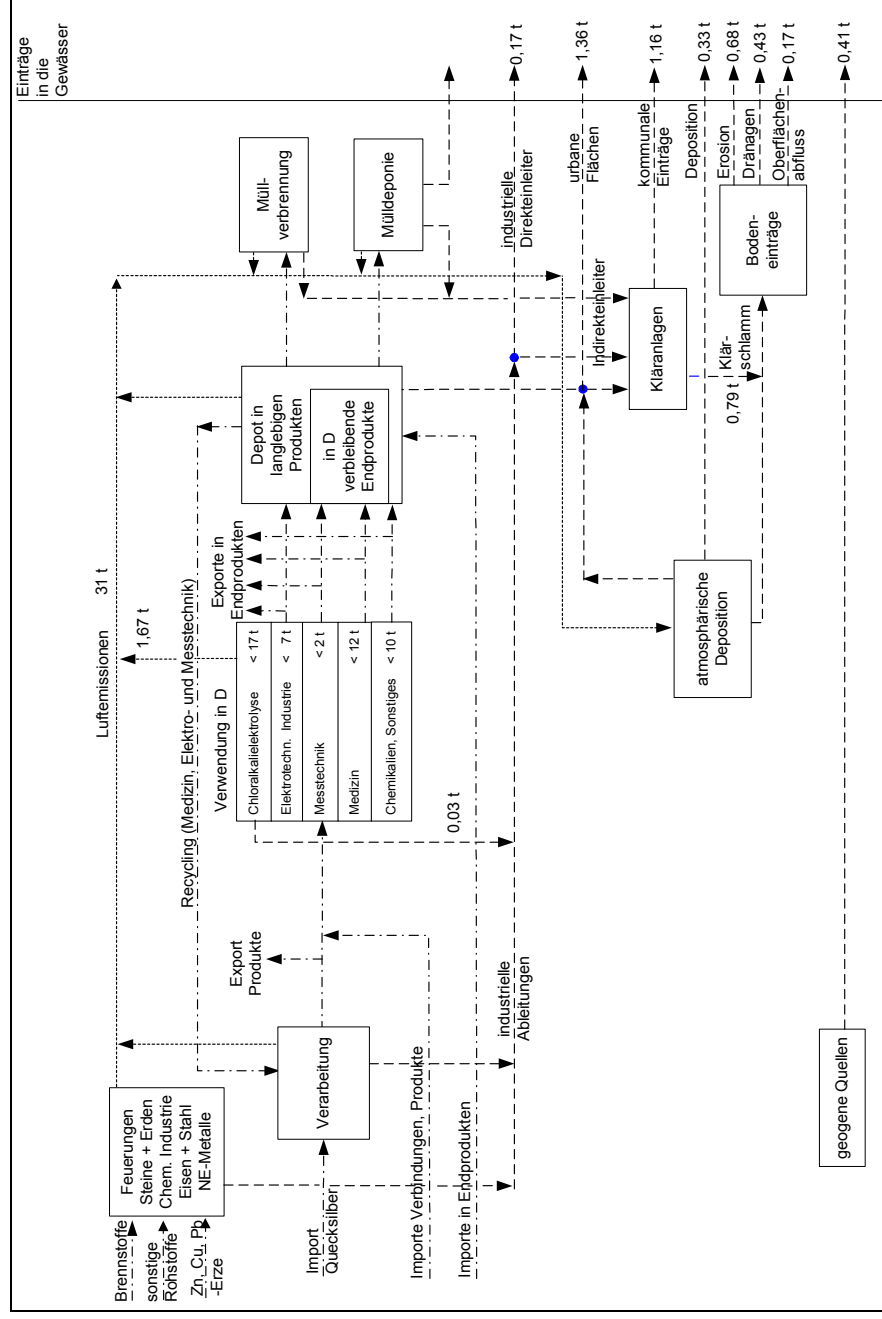 Einträge
in die
Gewässer
Luftemissionen 31 t
1,67 t
Recycling (Medizin, Elektro- und Messtechnik)
Brennstoffe
sonstige
Rohstoffe
Zn, Cu, Pb
-Erze
Feuerungen
Steine + Erden
Chem. Industrie
Eisen + Stahl
NE-Metalle
Import
Quecksilber
Verarbeitung
Export
Produkte
Importe Verbindungen, Produkte
Importe in Endprodukten
industrielle
Ableitungen
Verwendung in D
Chloralkalielektrolyse < 17 t
Elektrotechn. Industrie < 7 t
Messtechnik < 2 t
Medizin < 12 t
Chemikalien, Sonstiges < 10 t
0,03 t
Exporte in
Endprodukten
Depot in
langlebigen
Produkten
in D
verbleibende
Endprodukte
Müll-
verbrennung
Mülldeponie
industrielle
Direkteinleiter
0,17 t
urbane
Flächen
1,36 t
Indirekteinleiter
Kläranlagen
kommunale
Einträge
1,16 t
Klär-
schlamm
0,79 t
atmosphärische
Deposition
Deposition
0,33 t
Boden-
einträge
Erosion
0,68 t
Dränagen
0,43 t
Oberflächen-
abfluss
0,17 t
geogene Quellen
0,41 t